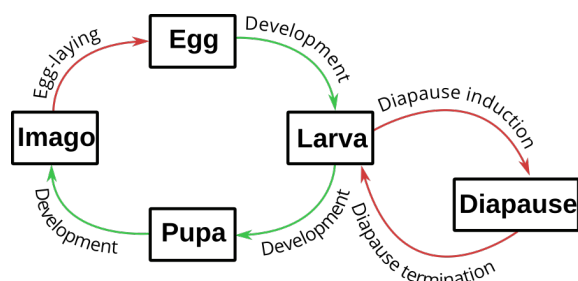 Egg-laying
Egg
Development
Imago
Larva
Diapause induction
Diapause
Development
Pupa
Development
Diapause termination